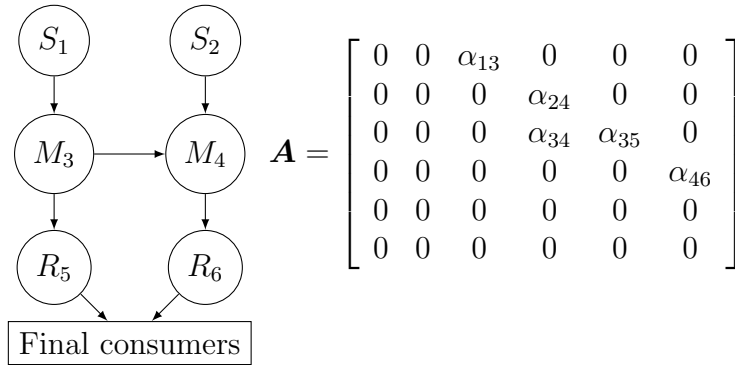 S₁ S₂
M₃ M₄
R₅ R₆
Final consumers
A =
0 0 α₁₃ 0 0 0
0 0 0 α₂₄ 0 0
0 0 0 α₃₄ α₃₅ 0
0 0 0 0 0 α₄₆
0 0 0 0 0 0
0 0 0 0 0 0